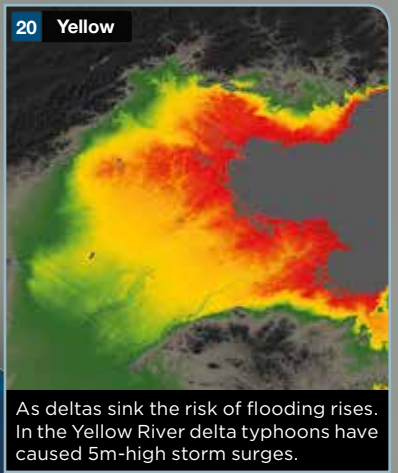 20 Yellow
As deltas sink the risk of flooding rises.
In the Yellow River delta typhoons have
caused 5m-high storm surges.